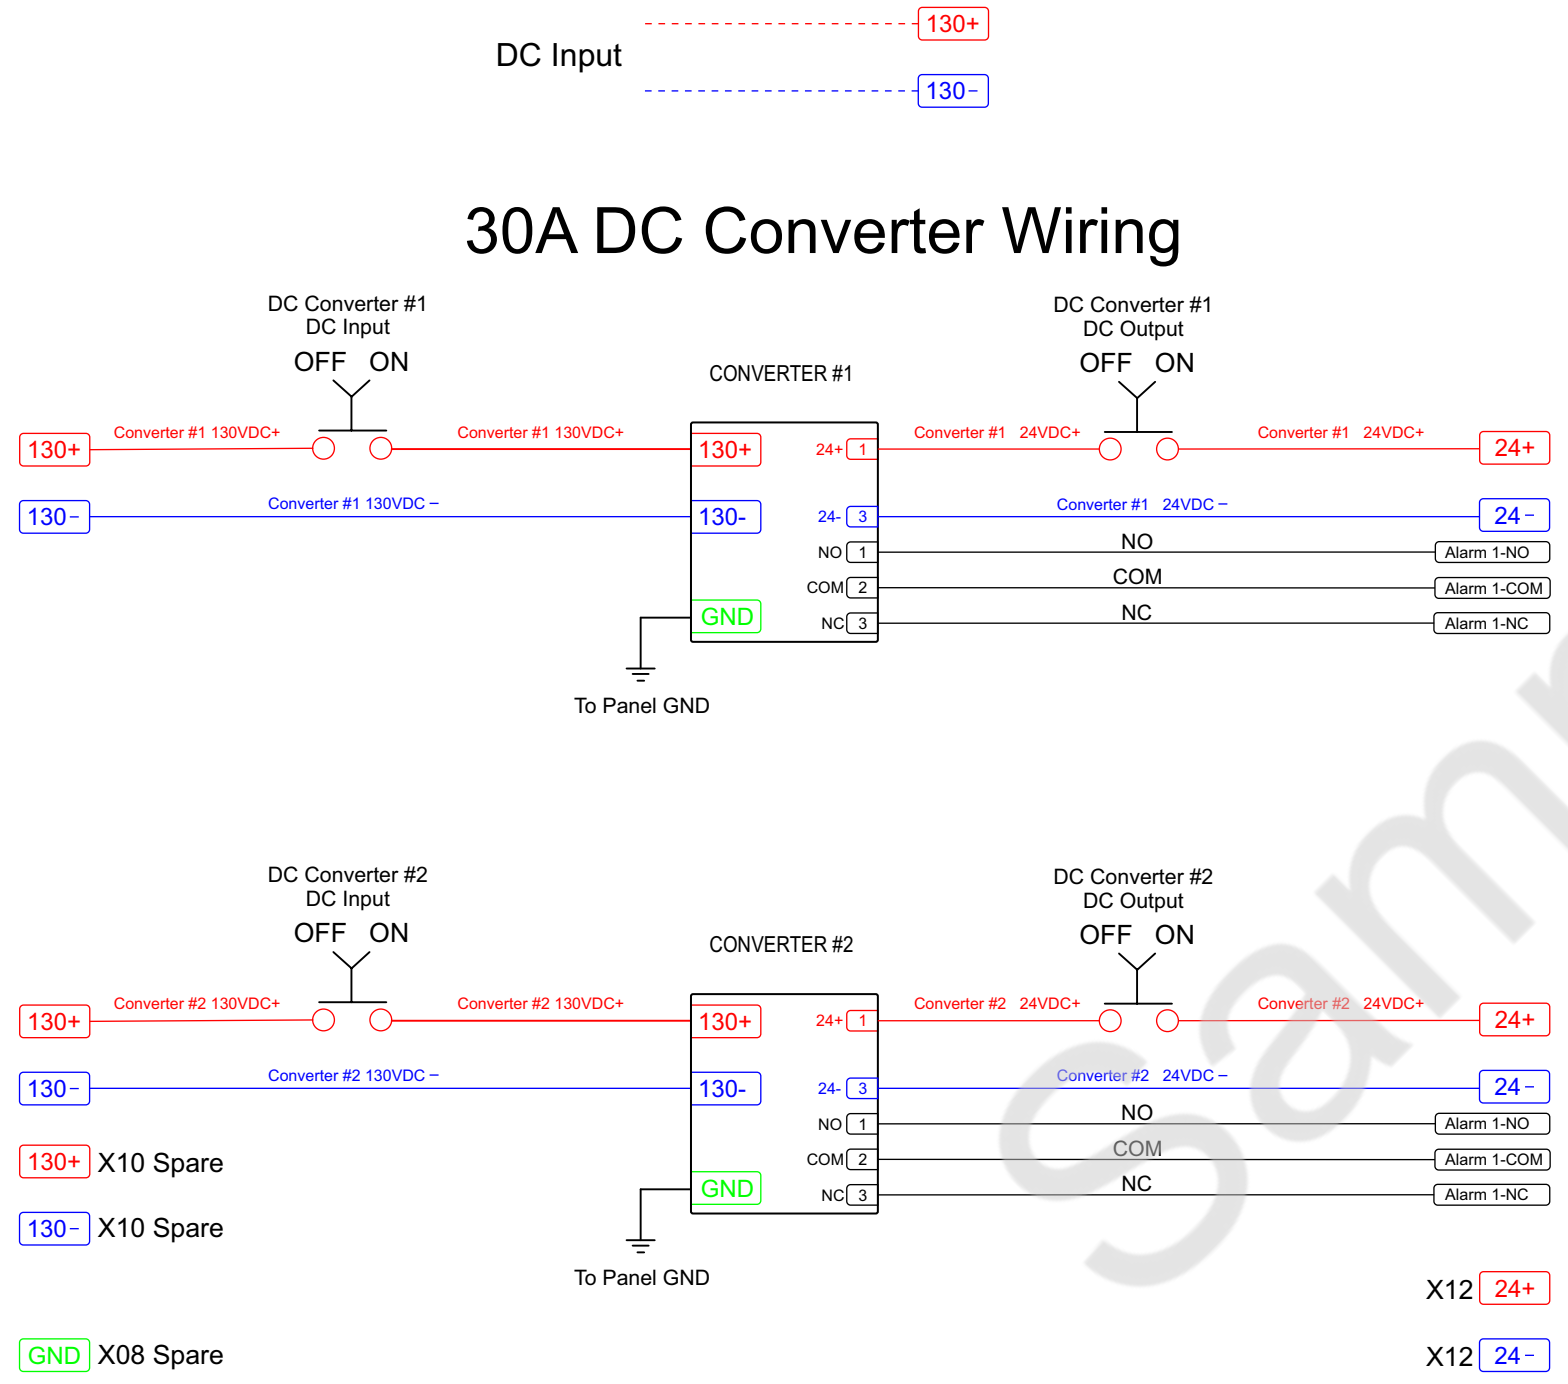 130+
DC Input
130-
30A DC Converter Wiring
DC Converter #1
DC Input
OFF ON
DC Converter #1
DC Output
OFF ON
CONVERTER #1
130+
Converter #1 130VDC+
Converter #1 130VDC+
130+
24+ 1
Converter #1 24VDC+
Converter #1 24VDC+
24+
130-
Converter #1 130VDC -
130-
24- 3
Converter #1 24VDC -
24-
NO 1
NO
Alarm 1-NO
COM 2
COM
Alarm 1-COM
GND
NC 3
NC
Alarm 1-NC
To Panel GND
DC Converter #2
DC Input
OFF ON
DC Converter #2
DC Output
OFF ON
CONVERTER #2
130+
Converter #2 130VDC+
Converter #2 130VDC+
130+
24+ 1
Converter #2 24VDC+
Converter #2 24VDC+
24+
130-
Converter #2 130VDC -
130-
24- 3
Converter #2 24VDC -
24-
NO 1
NO
Alarm 1-NO
COM 2
COM
Alarm 1-COM
130+ X10 Spare
GND
NC 3
NC
Alarm 1-NC
130- X10 Spare
To Panel GND
X12 24+
GND X08 Spare
X12 24-